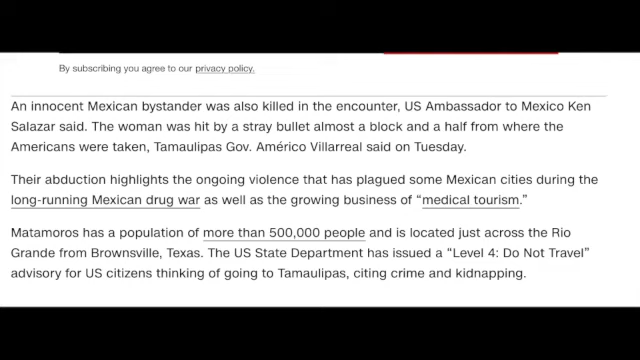 By subscribing you agree to our privacy policy.
An innocent Mexican bystander was also killed in the encounter, US Ambassador to Mexico Ken
Salazar said. The woman was hit by a stray bullet almost a block and a half from where the
Americans were taken, Tamaulipas Gov. Américo Villarreal said on Tuesday.
Their abduction highlights the ongoing violence that has plagued some Mexican cities during the
long-running Mexican drug war as well as the growing business of “medical tourism.”
Matamoros has a population of more than 500,000 people and is located just across the Rio
Grande from Brownsville, Texas. The US State Department has issued a “Level 4: Do Not Travel”
advisory for US citizens thinking of going to Tamaulipas, citing crime and kidnapping.